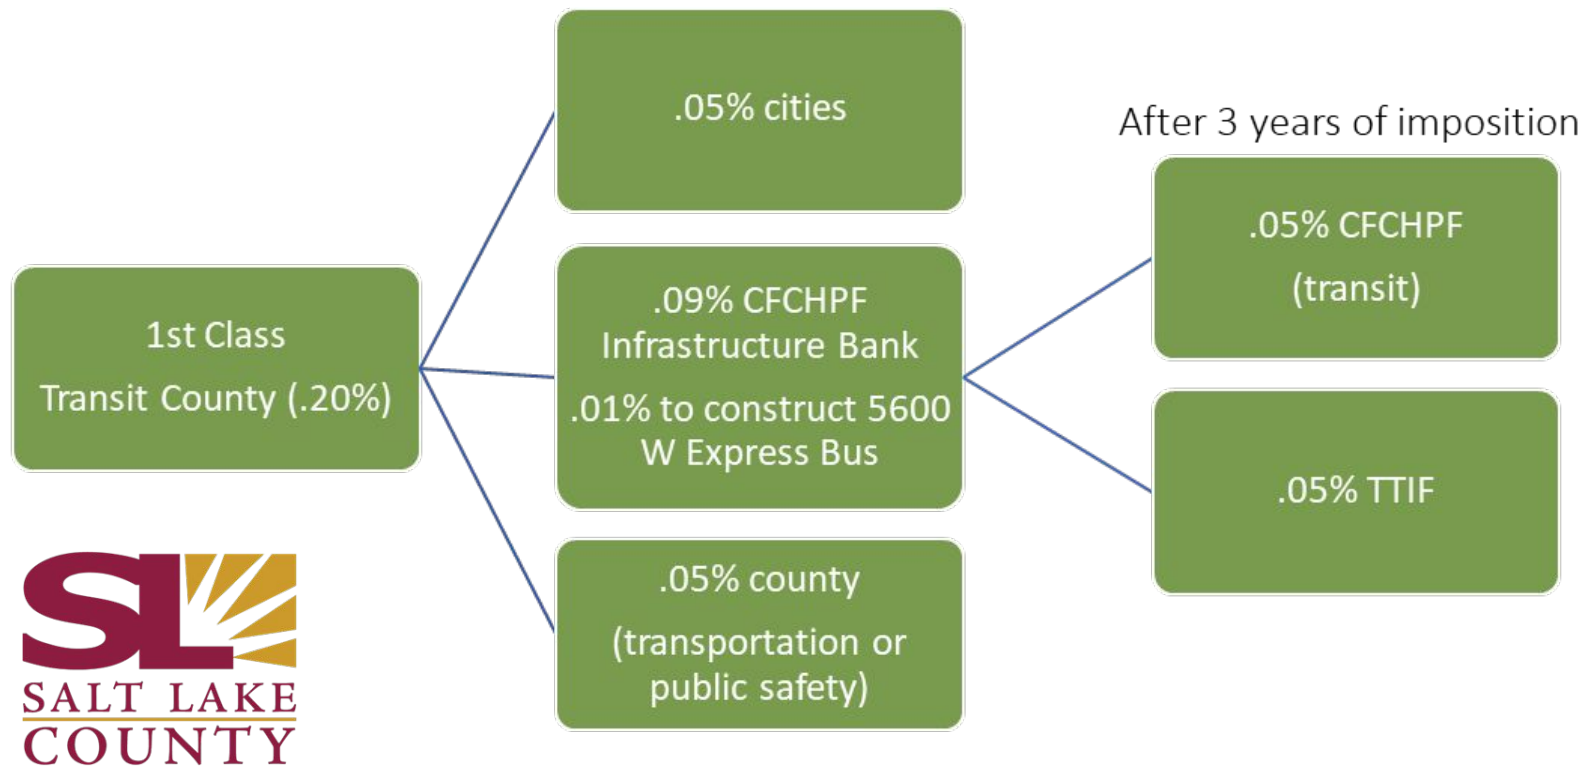 .05% cities
After 3 years of imposition
.05% CFCHPF
(transit)
1st Class
Transit County (.20%)
.09% CFCHPF
Infrastructure Bank
.01% to construct 5600
W Express Bus
.05% TTIF
.05% county
(transportation or
public safety)
SL
SALT LAKE
COUNTY